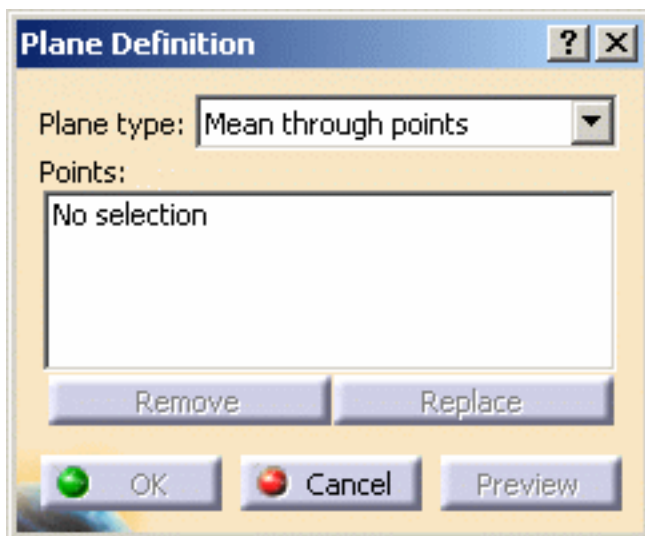 Plane Definition
Plane type: Mean through points
Points:
No selection
Remove Replace
OK Cancel Preview